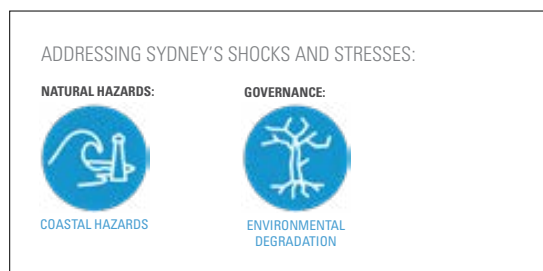 ADDRESSING SYDNEY'S SHOCKS AND STRESSES:
NATURAL HAZARDS:
COASTAL HAZARDS
GOVERNANCE:
ENVIRONMENTAL
DEGRADATION